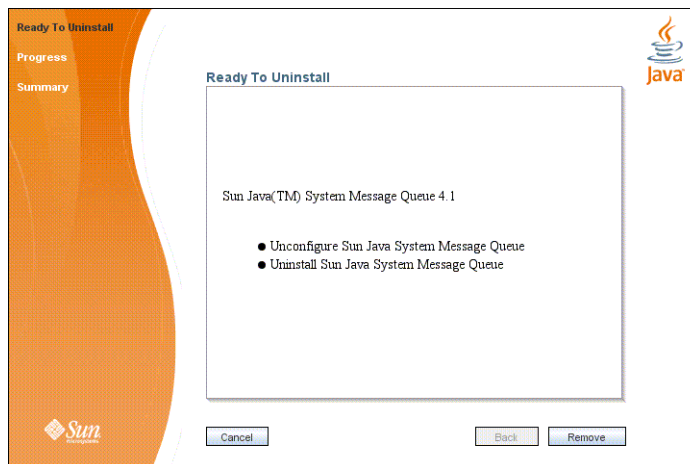 Ready To Uninstall
Progress
Summary
Java
Ready To Uninstall
Sun Java(TM) System Message Queue 4.1
● Unconfigure Sun Java System Message Queue
● Uninstall Sun Java System Message Queue
Sun
microsystems
Cancel
Back
Remove